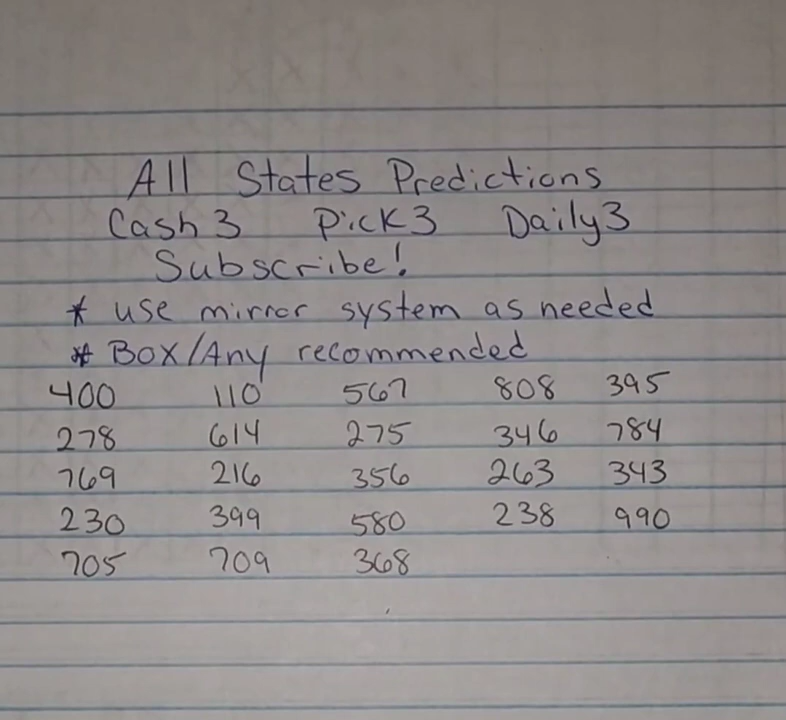 All States Predictions
Cash 3 Pick 3 Daily 3
Subscribe!
* use mirror system as needed
* Box/Any recommended
400 110 567 808 395
278 614 275 346 784
769 216 356 263 343
230 399 580 238 990
705 709 368